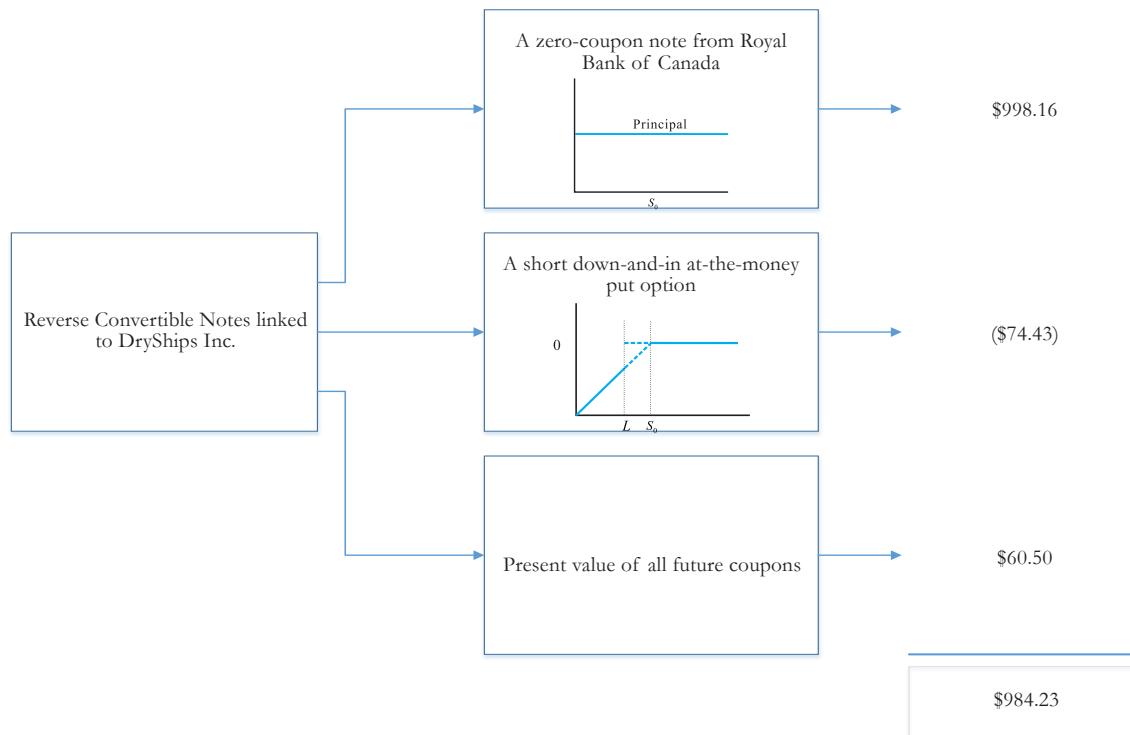 A zero-coupon note from Royal
Bank of Canada
Principal
S₀
$998.16
Reverse Convertible Notes linked
to DryShips Inc.
A short down-and-in at-the-money
put option
0
L
S₀
($74.43)
Present value of all future coupons
$60.50
$984.23